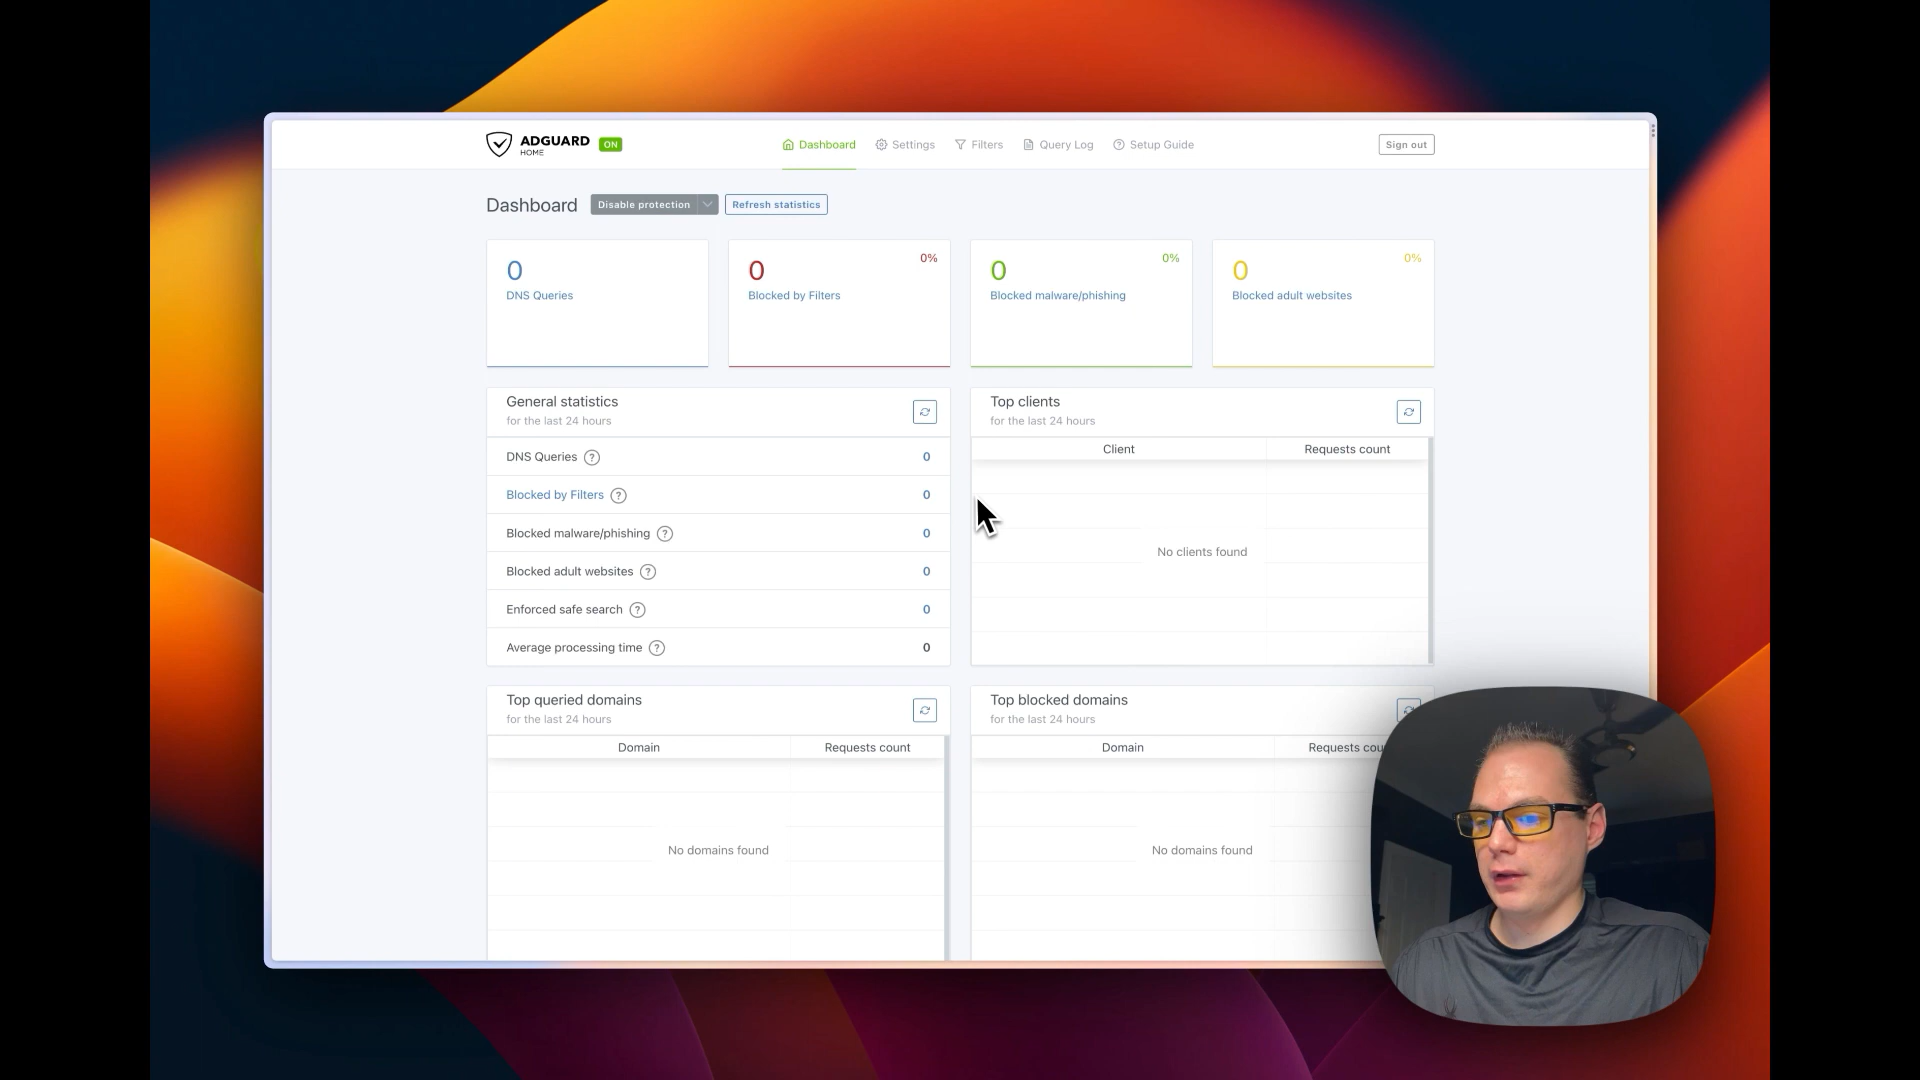 ADGUARD
HOME
ON
Dashboard
Settings
Filters
Query Log
Setup Guide
Sign out
Dashboard
Disable protection
Refresh statistics
0
DNS Queries
0
0%
Blocked by Filters
0
0%
Blocked malware/phishing
0
0%
Blocked adult websites
General statistics
for the last 24 hours
DNS Queries ? 0
Blocked by Filters ? 0
Blocked malware/phishing ? 0
Blocked adult websites ? 0
Enforced safe search ? 0
Average processing time ? 0
Top clients
for the last 24 hours
Client Requests count
No clients found
Top queried domains
for the last 24 hours
Domain Requests count
No domains found
Top blocked domains
for the last 24 hours
Domain Requests cou
No domains found